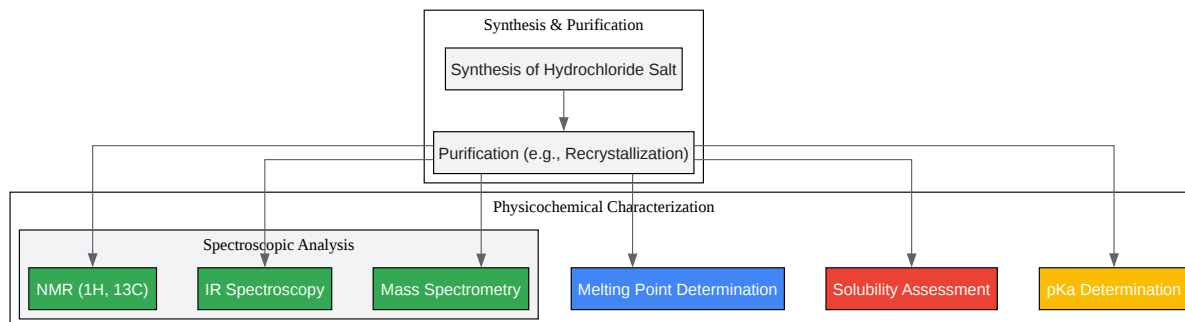 Synthesis & Purification
Synthesis of Hydrochloride Salt
Purification (e.g., Recrystallization)
Physicochemical Characterization
Spectroscopic Analysis
NMR (1H, 13C)
IR Spectroscopy
Mass Spectrometry
Melting Point Determination
Solubility Assessment
pKa Determination